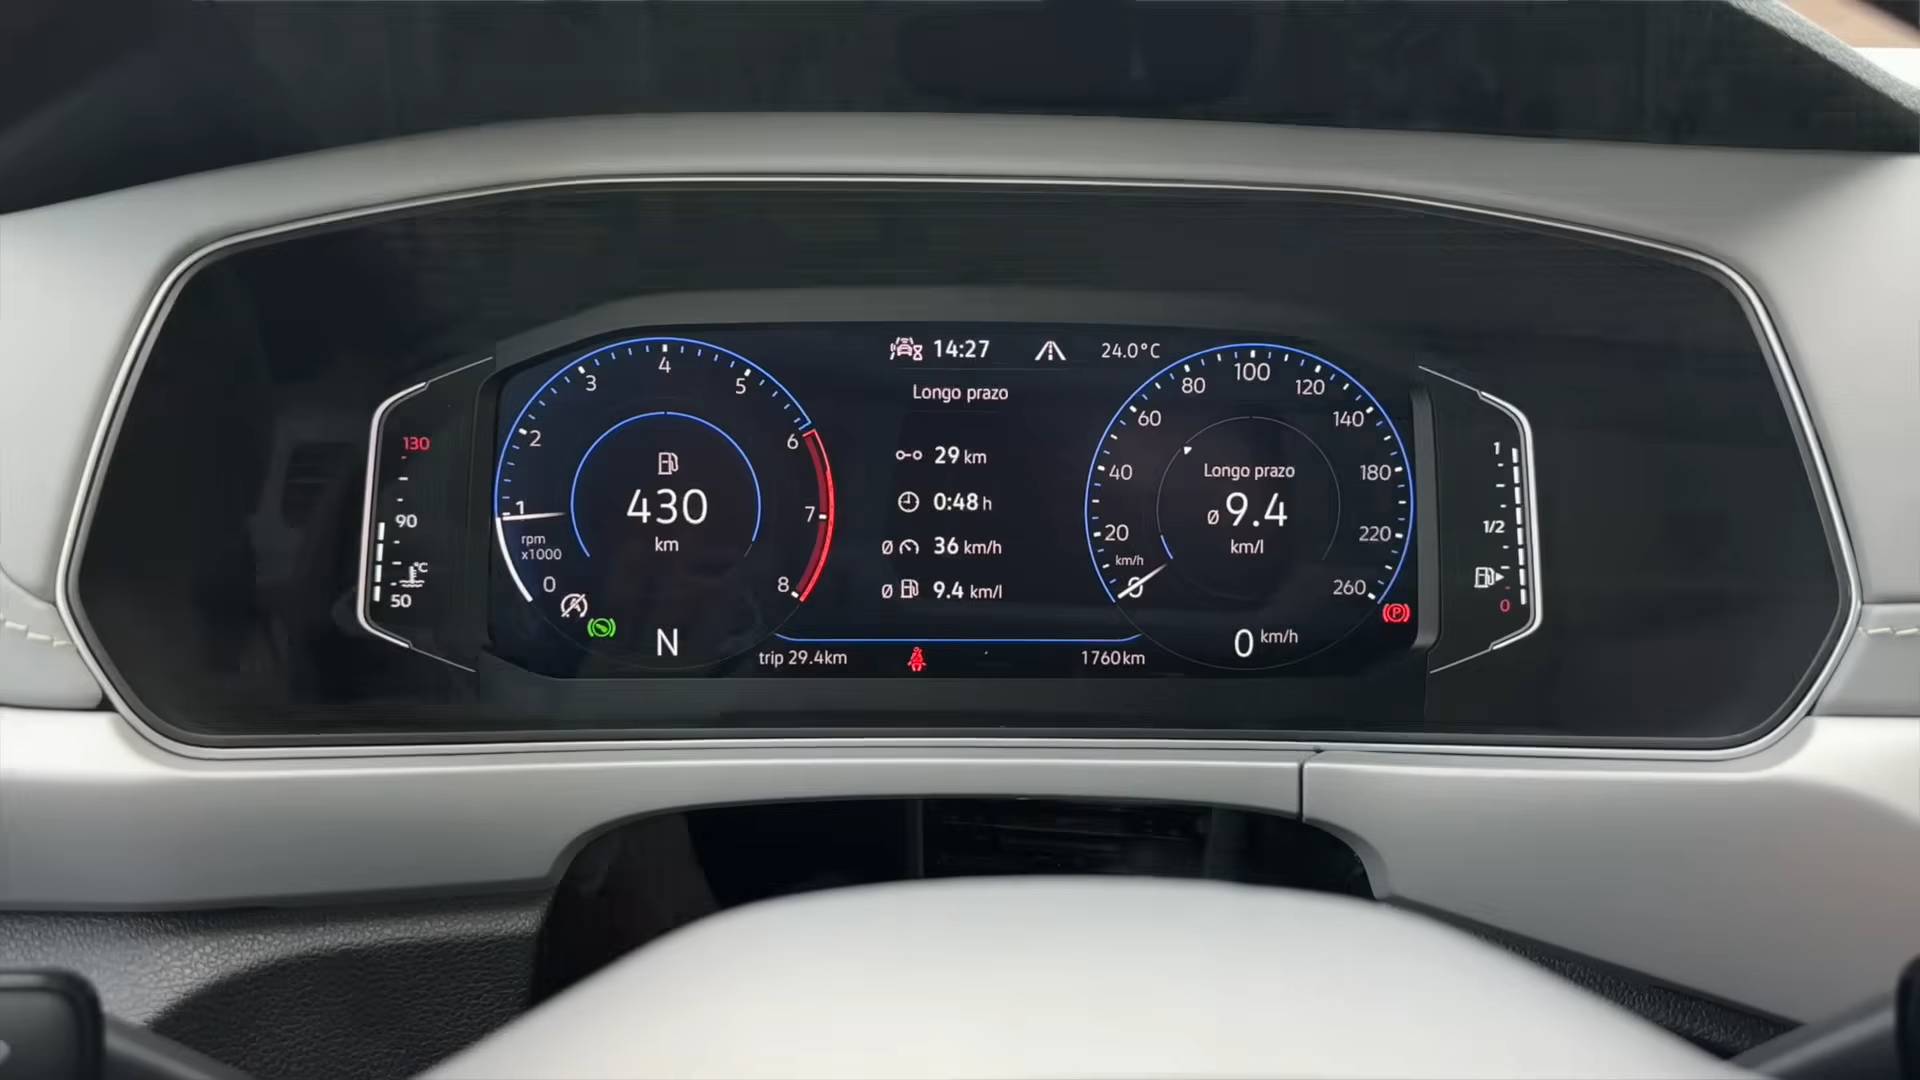 14:27
24.0°C
Longo prazo
29 km
0:48 h
Ø 36 km/h
Ø 9.4 km/l
trip 29.4km
1760km
130
90
°C
50
0
1
2
3
4
5
6
7
8
rpm
x1000
430
km
N
0
20
40
60
80
100
120
140
180
220
260
km/h
Longo prazo
Ø 9.4
km/l
0 km/h
P
1
1/2
0